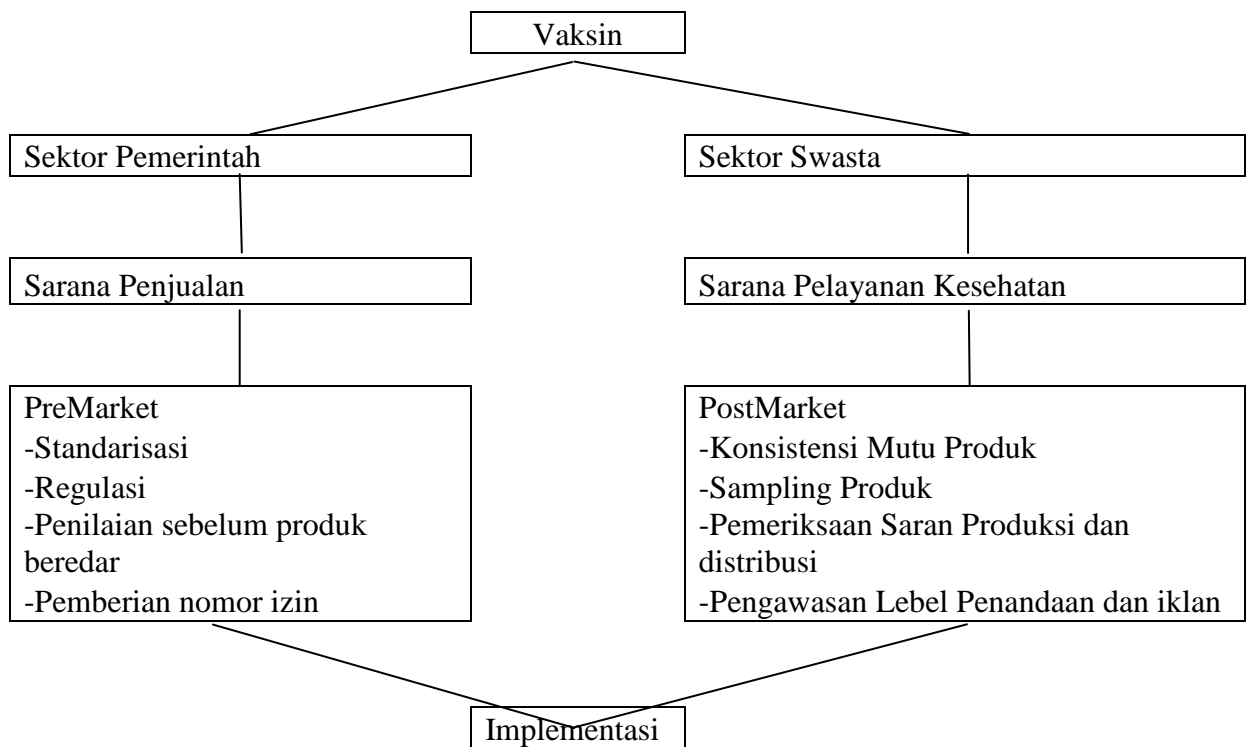 Vaksin
Sektor Pemerintah
Sektor Swasta
Sarana Penjualan
Sarana Pelayanan Kesehatan
PreMarket
-Standarisasi
-Regulasi
-Penilaian sebelum produk
beredar
-Pemberian nomor izin
PostMarket
-Konsistensi Mutu Produk
-Sampling Produk
-Pemeriksaan Saran Produksi dan
distribusi
-Pengawasan Lebel Penandaan dan iklan
Implementasi